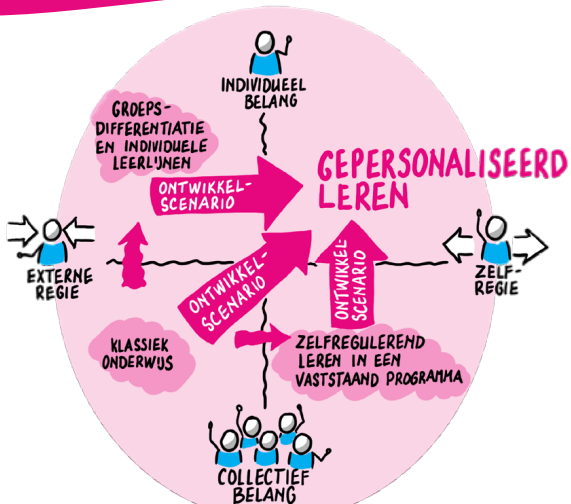 INDIVIDUEEL
BELANG
GROEPS-
DIFFERENTIATIE
EN INDIVIDUELE
LEERLIJNEN
ONTWIKKEL-
SCENARIO
GEPERSONALISEERD
LEREN
EXTERNE
REGIE
ONTWIKKEL-
SCENARIO
ONTWIKKEL-
SCENARIO
ZELF-
REGIE
KLASSIEK
ONDERWIJS
ZELFREGULEREND
LEREN IN EEN
VASTSTAAND PROGRAMMA
COLLECTIEF
BELANG